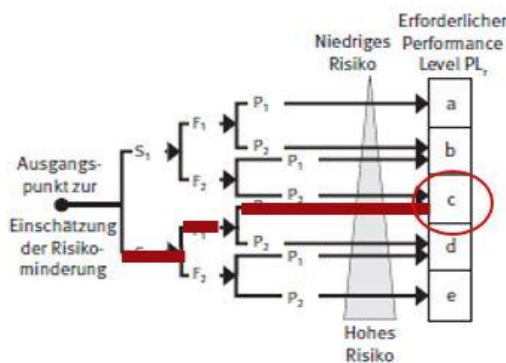 Niedriges
Risiko
Erforderlicher
Performance
Level PLr
Ausgangs-
punkt zur
Einschätzung
der Risiko-
minderung
S1
F1
F2
F2
P1
P2
P1
P2
P2
P1
P2
a
b
c
d
e
Hohes
Risiko